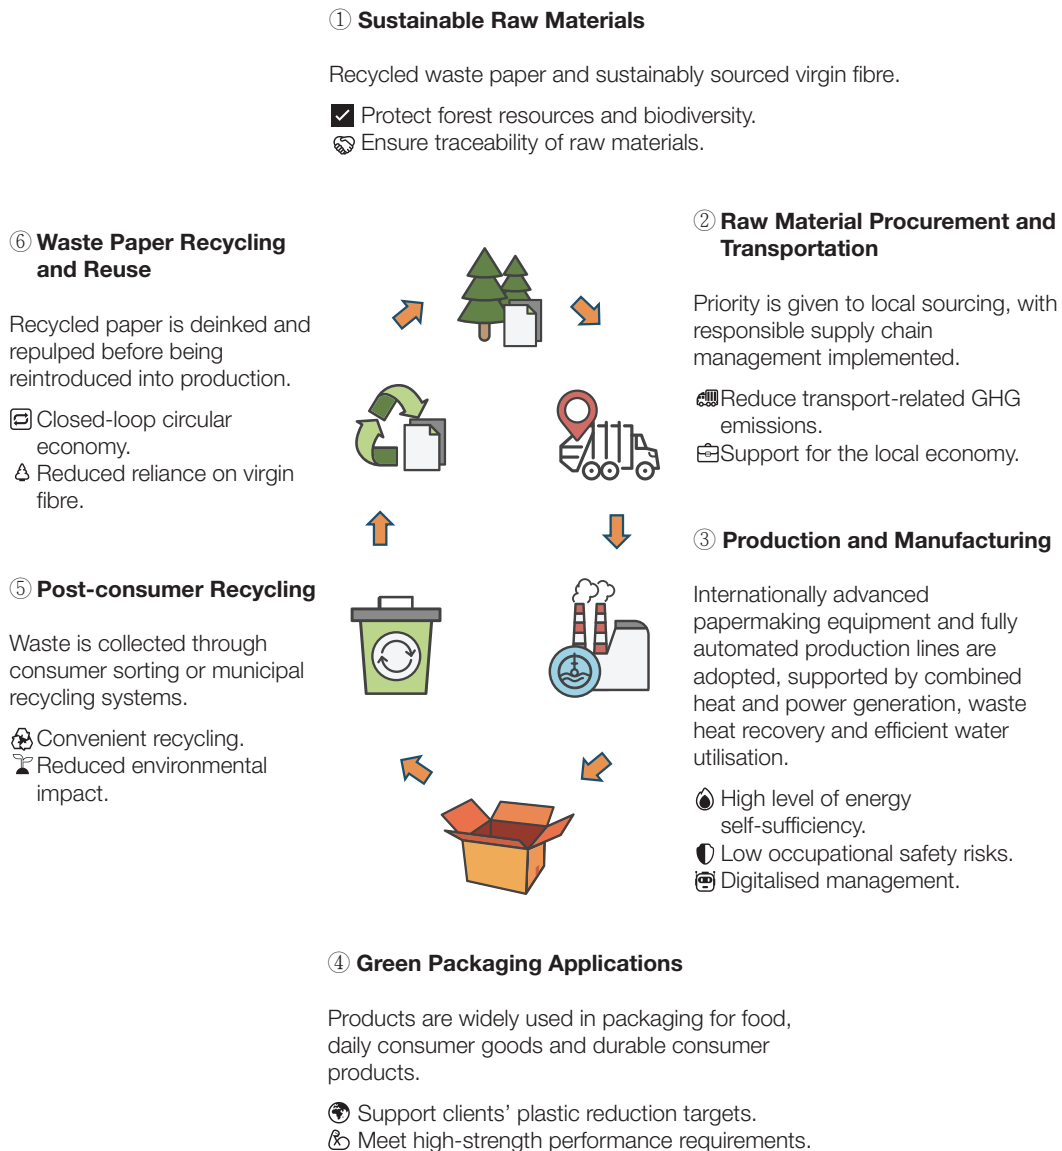 ① Sustainable Raw Materials
Recycled waste paper and sustainably sourced virgin fibre.
Protect forest resources and biodiversity.
Ensure traceability of raw materials.
② Raw Material Procurement and
Transportation
Priority is given to local sourcing, with
responsible supply chain
management implemented.
Reduce transport-related GHG
emissions.
Support for the local economy.
③ Production and Manufacturing
Internationally advanced
papermaking equipment and fully
automated production lines are
adopted, supported by combined
heat and power generation, waste
heat recovery and efficient water
utilisation.
High level of energy
self-sufficiency.
Low occupational safety risks.
Digitalised management.
④ Green Packaging Applications
Products are widely used in packaging for food,
daily consumer goods and durable consumer
products.
Support clients’ plastic reduction targets.
Meet high-strength performance requirements.
⑤ Post-consumer Recycling
Waste is collected through
consumer sorting or municipal
recycling systems.
Convenient recycling.
Reduced environmental
impact.
⑥ Waste Paper Recycling
and Reuse
Recycled paper is deinked and
repulped before being
reintroduced into production.
Closed-loop circular
economy.
Reduced reliance on virgin
fibre.